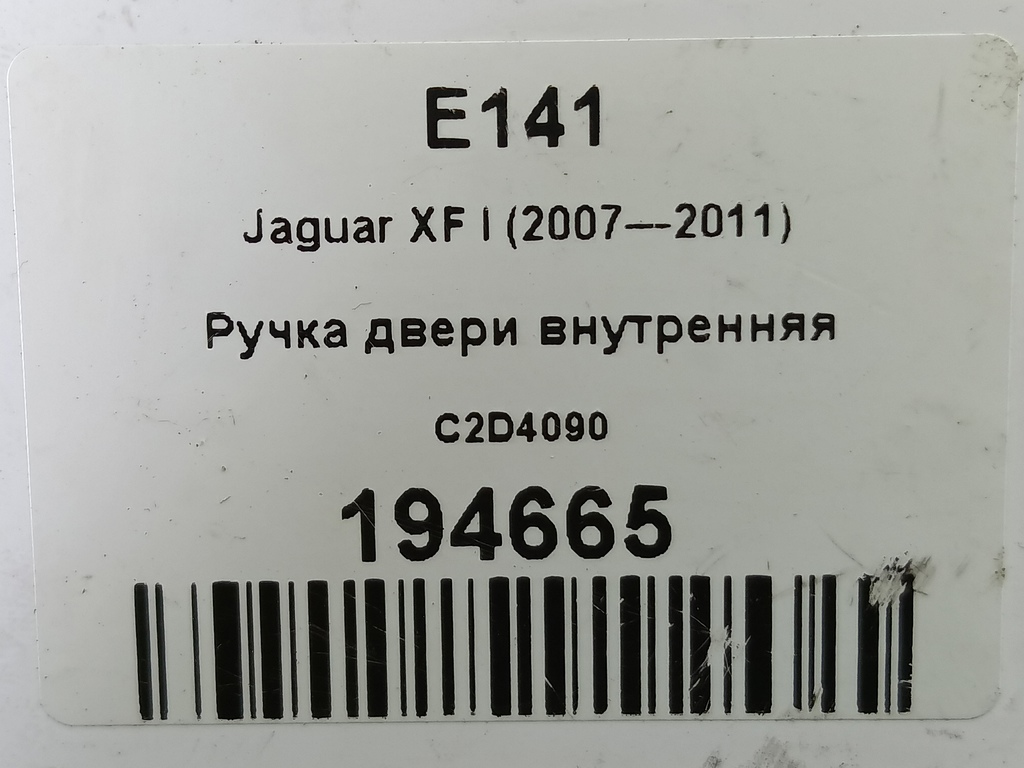 E141
Jaguar XF I (2007—2011)
Ручка двери внутренняя
C2D4090
194665